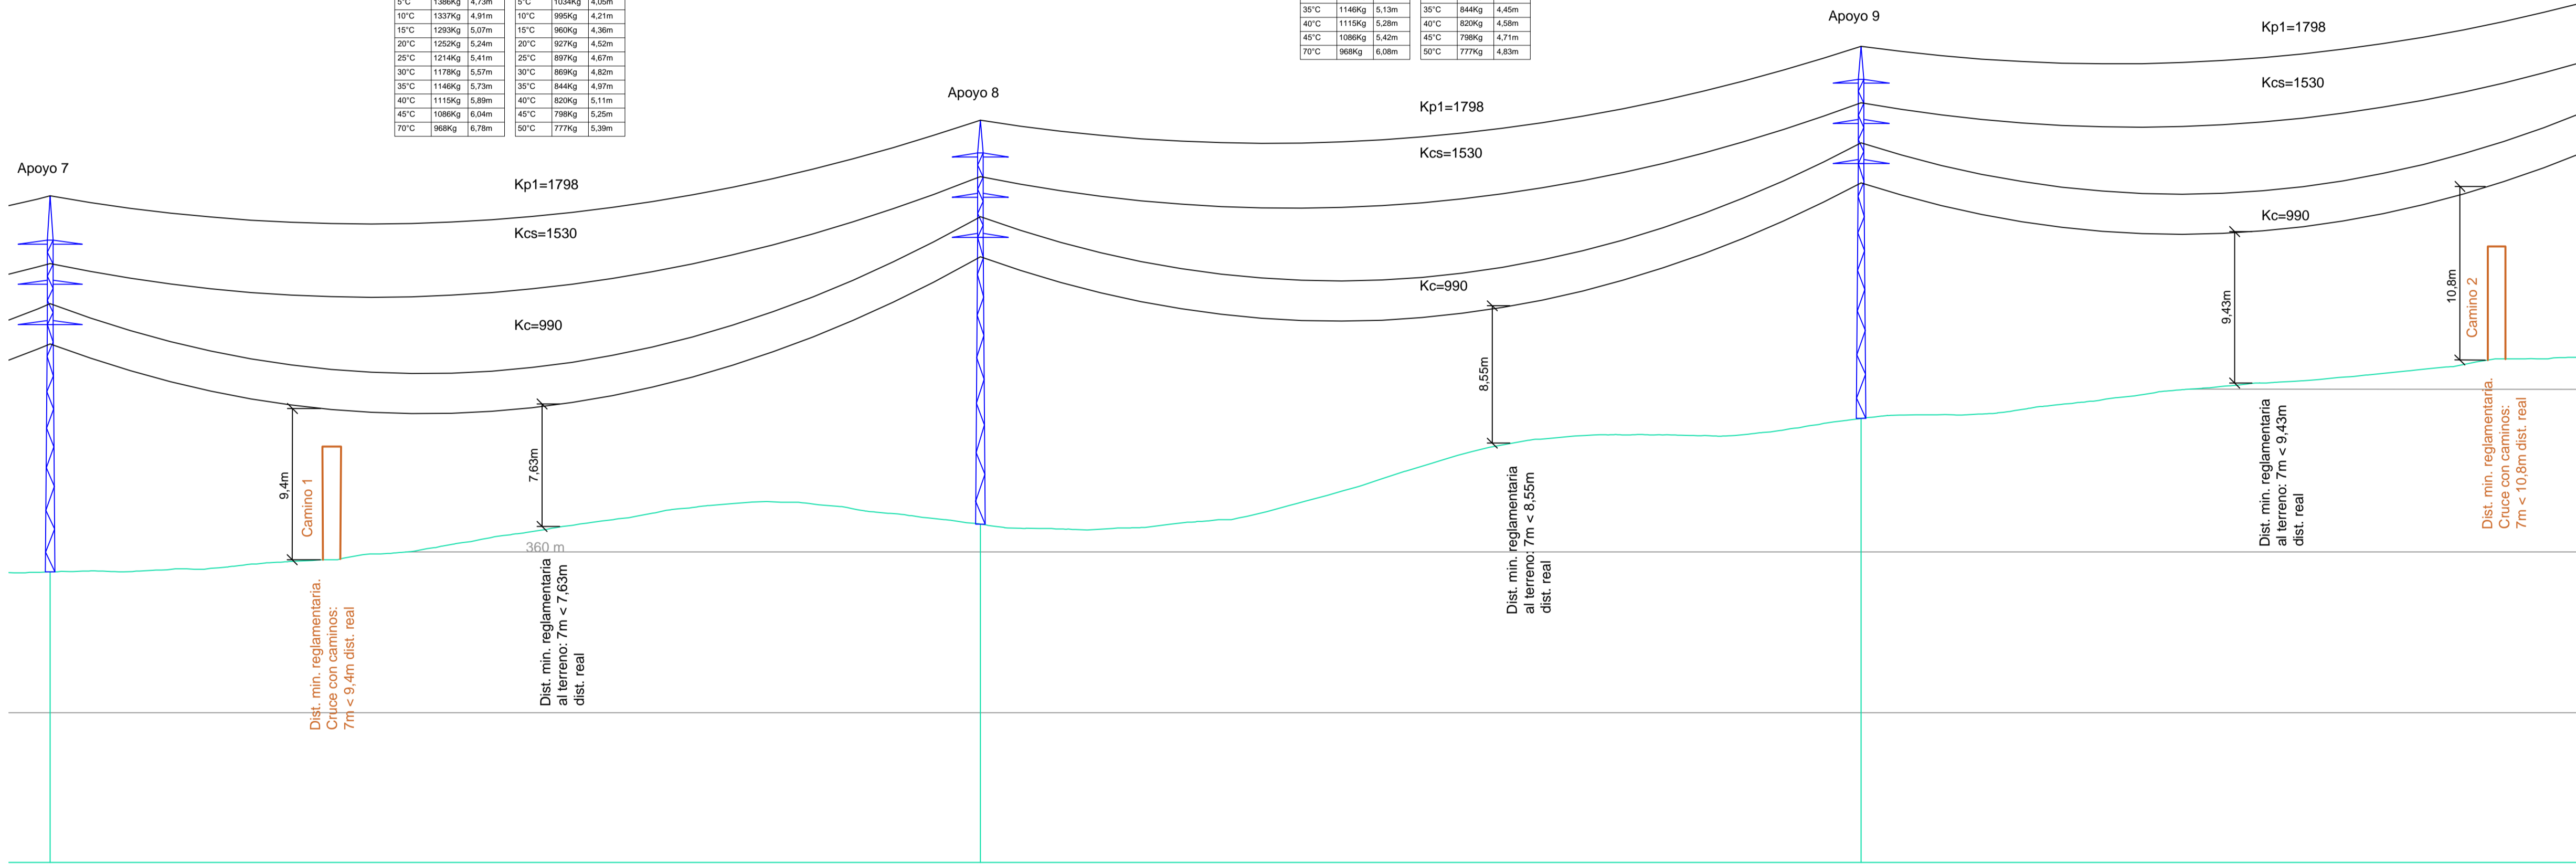 5°C 1386Kg 4,73m
10°C 1337Kg 4,91m
15°C 1293Kg 5,07m
20°C 1252Kg 5,24m
25°C 1214Kg 5,41m
30°C 1178Kg 5,57m
35°C 1146Kg 5,73m
40°C 1115Kg 5,89m
45°C 1086Kg 6,04m
70°C 968Kg 6,78m
5°C 1034Kg 4,05m
10°C 995Kg 4,21m
15°C 960Kg 4,36m
20°C 927Kg 4,52m
25°C 897Kg 4,67m
30°C 869Kg 4,82m
35°C 844Kg 4,97m
40°C 820Kg 5,11m
45°C 798Kg 5,25m
50°C 777Kg 5,39m
35°C 1146Kg 5,13m
40°C 1115Kg 5,28m
45°C 1086Kg 5,42m
70°C 968Kg 6,08m
35°C 844Kg 4,45m
40°C 820Kg 4,58m
45°C 798Kg 4,71m
50°C 777Kg 4,83m
Apoyo 7
Apoyo 8
Apoyo 9
Kp1=1798
Kcs=1530
Kc=990
Kp1=1798
Kcs=1530
Kc=990
Kp1=1798
Kcs=1530
Kc=990
9,4m
Camino 1
Dist. min. reglamentaria.
Cruce con caminos:
7m < 9,4m dist. real
7,63m
360 m
Dist. min. reglamentaria
al terreno: 7m < 7,63m
dist. real
8,55m
Dist. min. reglamentaria
al terreno: 7m < 8,55m
dist. real
9,43m
Dist. min. reglamentaria
al terreno: 7m < 9,43m
dist. real
10,8m
Camino 2
Dist. min. reglamentaria.
Cruce con caminos:
7m < 10,8m dist. real